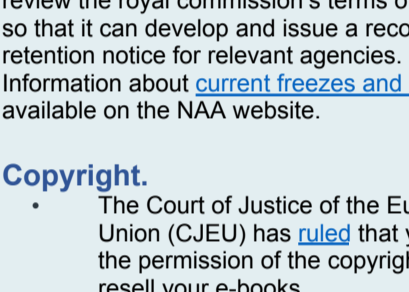 review the royal commission's terms o
so that it can develop and issue a reco
retention notice for relevant agencies.
Information about current freezes and
available on the NAA website.
Copyright.
• The Court of Justice of the Eu
Union (CJEU) has ruled that y
the permission of the copyrigh
resell your e-books